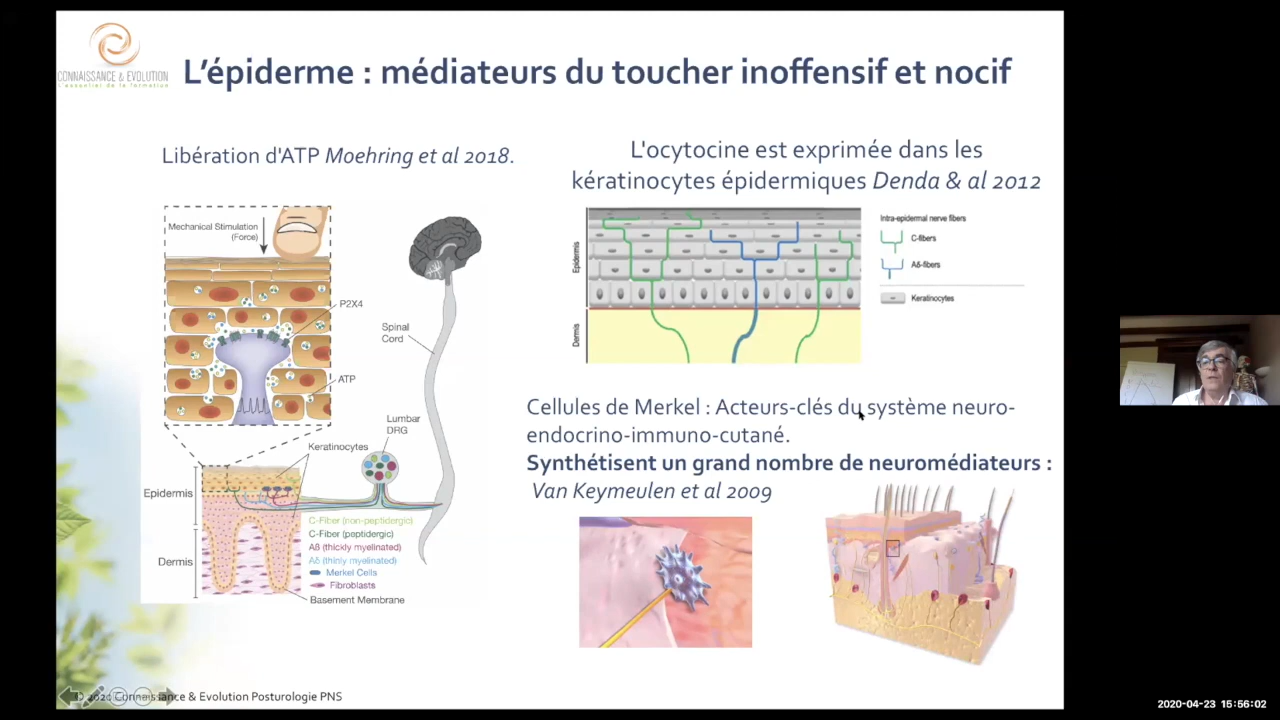 CONNAISSANCE & EVOLUTION
L'essentiel de la formation
L'épiderme : médiateurs du toucher inoffensif et nocif
Libération d'ATP Moehring et al 2018.
Mechanical Stimulation
(Force)
P2X4
ATP
Spinal
Cord
Lumbar
DRG
Keratinocytes
Epidermis
Dermis
C-Fiber (non-peptidergic)
C-Fiber (peptidergic)
Aß (thickly myelinated)
Aδ (thinly myelinated)
Merkel Cells
Fibroblasts
Basement Membrane
L'ocytocine est exprimée dans les
kératinocytes épidermiques Denda & al 2012
Epidermis
Dermis
Intra-epidermal nerve fibers
C-fibers
Aδ-fibers
Keratinocytes
Cellules de Merkel : Acteurs-clés du système neuro-
endocrino-immuno-cutané.
Synthétisent un grand nombre de neuromédiateurs :
Van Keymeulen et al 2009
© 2020 Connaissance & Evolution Posturologie PNS
2020-04-23 15:56:02